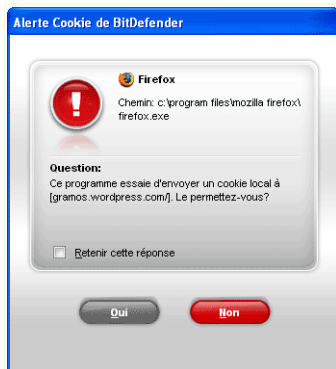 Alerte Cookie de BitDefender
Firefox
Chemin: c:\program files\mozilla firefox\
firefox.exe
Question:
Ce programme essaie d'envoyer un cookie local à
[gramos.wordpress.com/]. Le permettez-vous?
Retenir cette réponse
Oui
Non